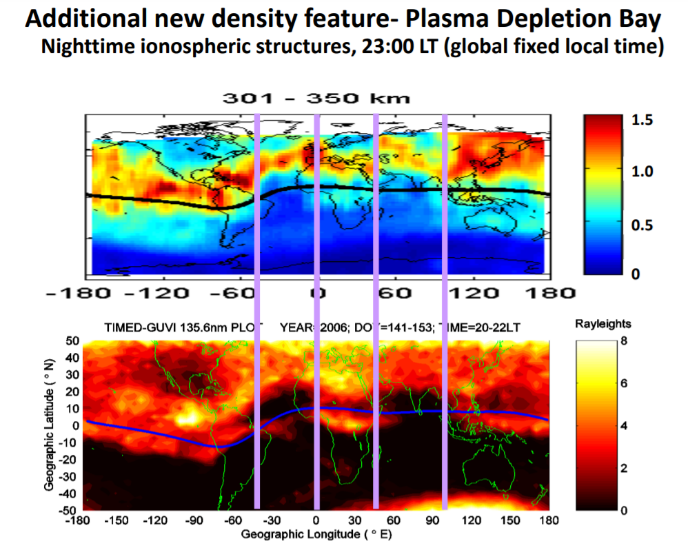 Additional new density feature- Plasma Depletion Bay
Nighttime ionospheric structures, 23:00 LT (global fixed local time)
301 - 350 km
1.5
1.0
0.5
0
-180 -120 -60 0 60 120 180
TIMED-GUVI 135.6nm PLO YEAR 2006; DO =141-153; IME=20-22LT
Rayleights
50
40
30
20
10
0
-10
-20
-30
-40
-50
Geographic Latitude ( ° N)
8
6
4
2
0
-180 -150 -120 -90 -60 -30 0 30 60 90 120 150 180
Geographic Longitude ( ° E)